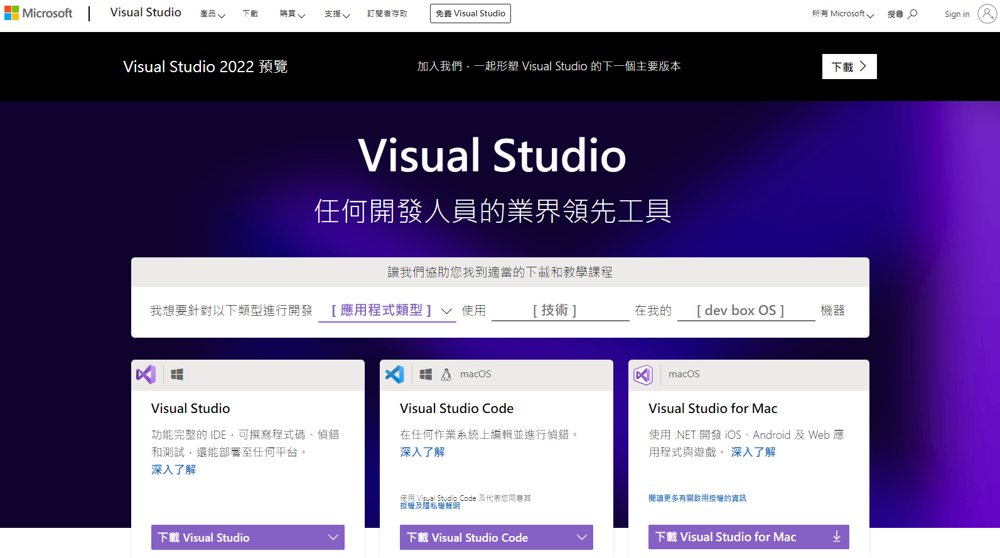 Microsoft
Visual Studio
產品
下載
購買
支援
訂閱者存取
免費 Visual Studio
所有 Microsoft
搜尋
Sign in
Visual Studio 2022 預覽
加入我們，一起形塑 Visual Studio 的下一個主要版本
下載
Visual Studio
任何開發人員的業界領先工具
讓我們協助您找到適當的下載和教學課程
我想要針對以下類型進行開發 [ 應用程式類型 ] 使用 [ 技術 ] 在我的 [ dev box OS ] 機器
Visual Studio
功能完整的 IDE，可撰寫程式碼、偵錯
和測試，還能部署至任何平台。
深入了解
下載 Visual Studio
macOS
Visual Studio Code
在任何作業系統上編輯並進行偵錯。
深入了解
使用 Visual Studio Code 及代表您同意其
授權及隱私權聲明
下載 Visual Studio Code
macOS
Visual Studio for Mac
使用 .NET 開發 iOS、Android 及 Web 應
用程式與遊戲。 深入了解
閱讀更多有關啟用授權的資訊
下載 Visual Studio for Mac